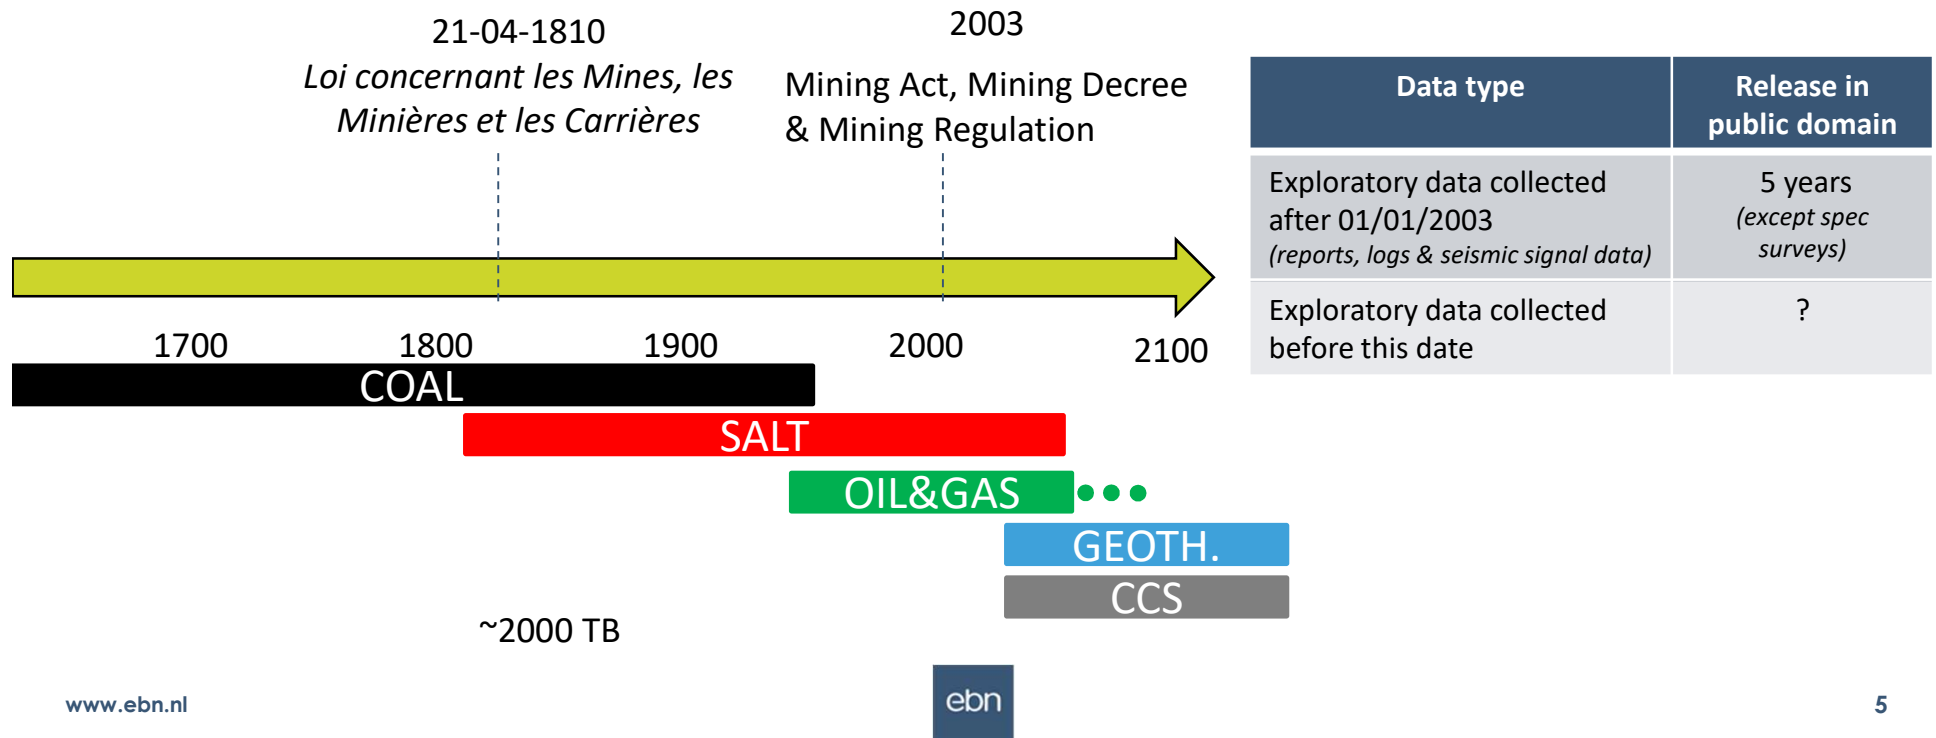 21-04-1810
Loi concernant les Mines, les
Minières et les Carrières
2003
Mining Act, Mining Decree
& Mining Regulation
1700
1800
1900
2000
2100
COAL
SALT
OIL&GAS
GEOTH.
CCS
~2000 TB
Data type
Release in
public domain
Exploratory data collected
after 01/01/2003
(reports, logs & seismic signal data)
5 years
(except spec
surveys)
Exploratory data collected
before this date
?
www.ebn.nl
ebn
5